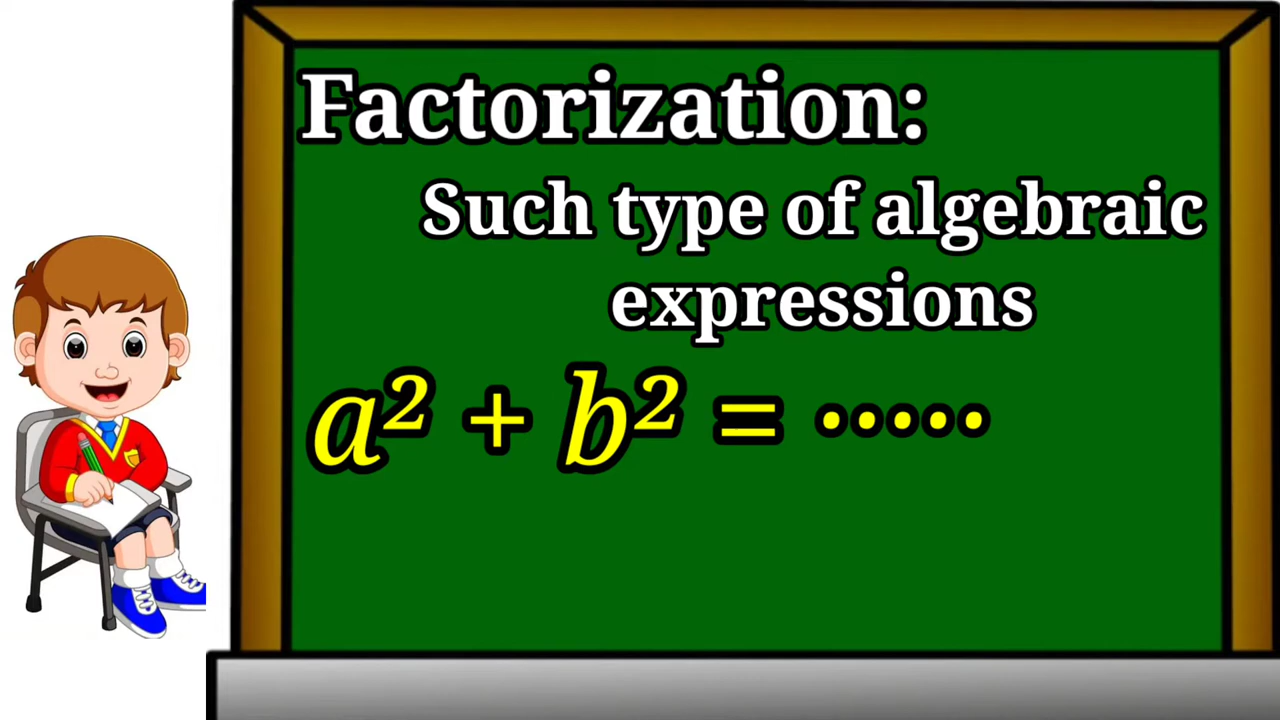 Factorization:
Such type of algebraic
expressions
a² + b² = ·····